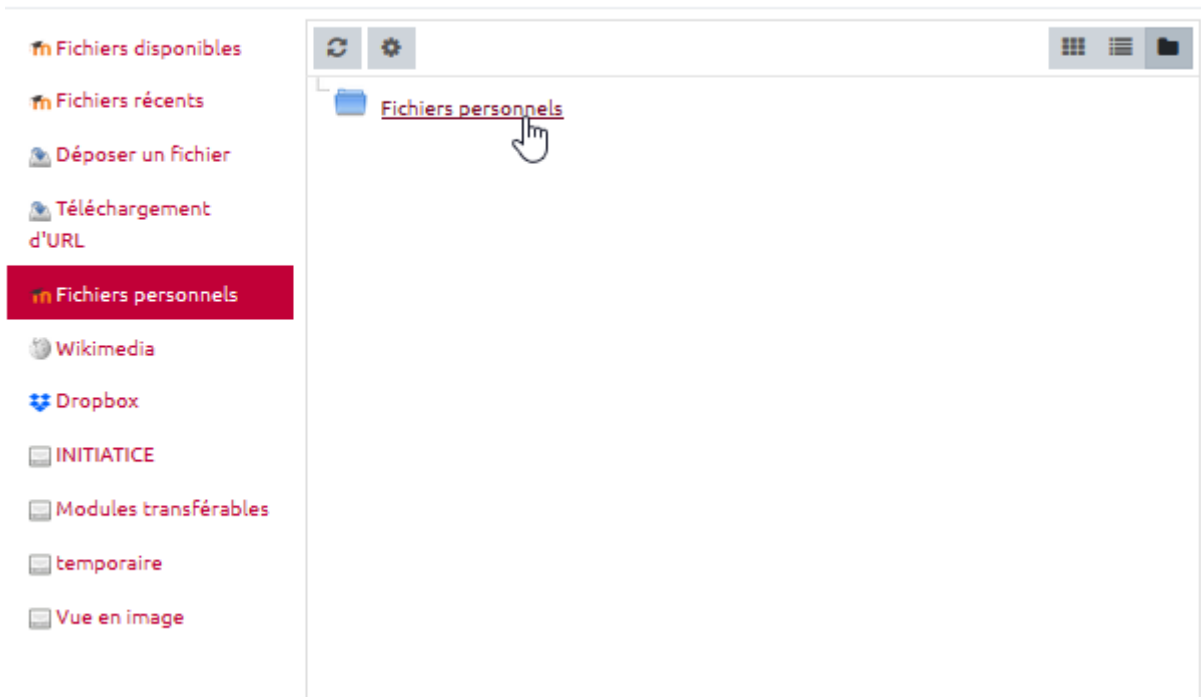 Fichiers disponibles
Fichiers récents
Déposer un fichier
Téléchargement
d'URL
Fichiers personnels
Wikimedia
Dropbox
INITIATICE
Modules transférables
temporaire
Vue en image
Fichiers personnels